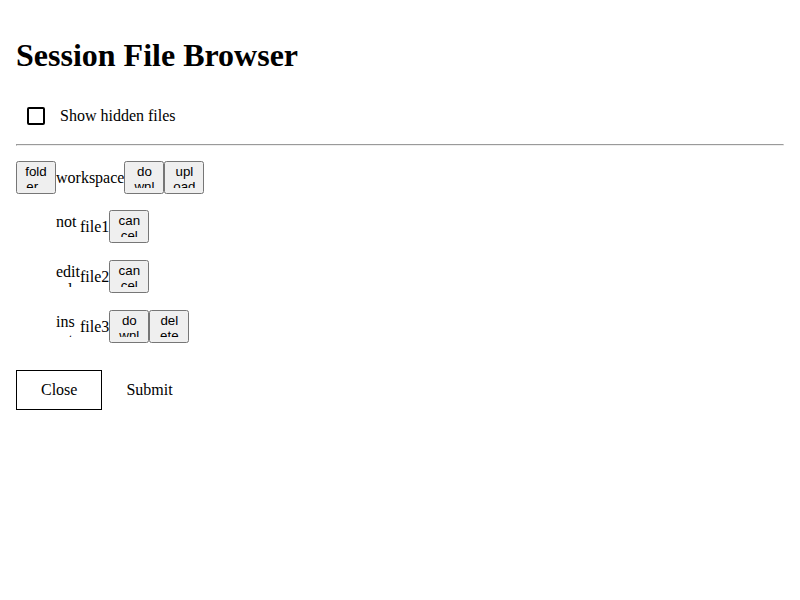 Session File Browser
Show hidden files
fold
er
workspace
do
wnl
upl
oad
not
file1
can
cel
edit
file2
can
cel
ins
file3
do
wnl
del
ete
Close
Submit